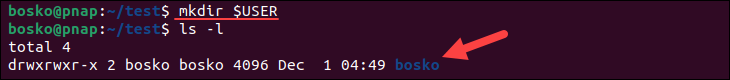 bosko@pnap:~/test$ mkdir $USER
bosko@pnap:~/test$ ls -l
total 4
drwxrwxr-x 2 bosko bosko 4096 Dec  1 04:49 bosko